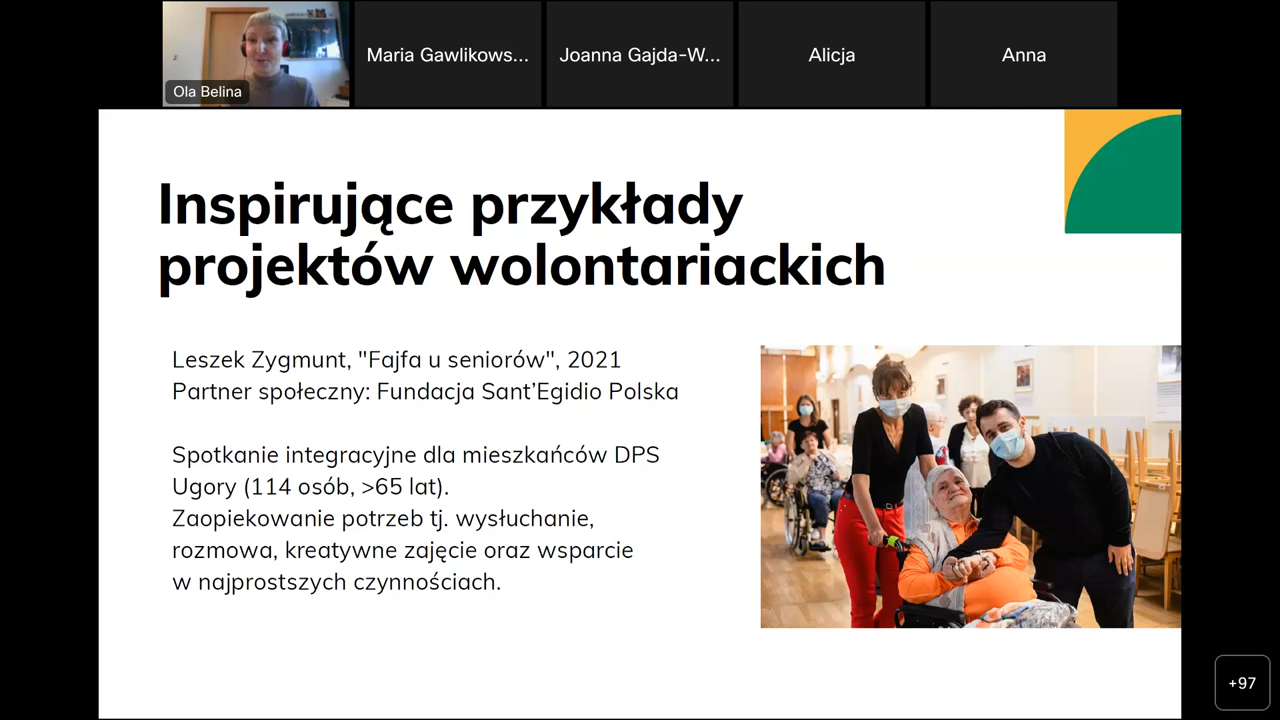 Ola Belina
Maria Gawlikows...
Joanna Gajda-W...
Alicja
Anna
Inspirujące przykłady
projektów wolontariackich
Leszek Zygmunt, "Fajfa u seniorów", 2021
Partner społeczny: Fundacja Sant’Egidio Polska
Spotkanie integracyjne dla mieszkańców DPS
Ugory (114 osób, >65 lat).
Zaopiekowanie potrzeb tj. wysłuchanie,
rozmowa, kreatywne zajęcie oraz wsparcie
w najprostszych czynnościach.
+97